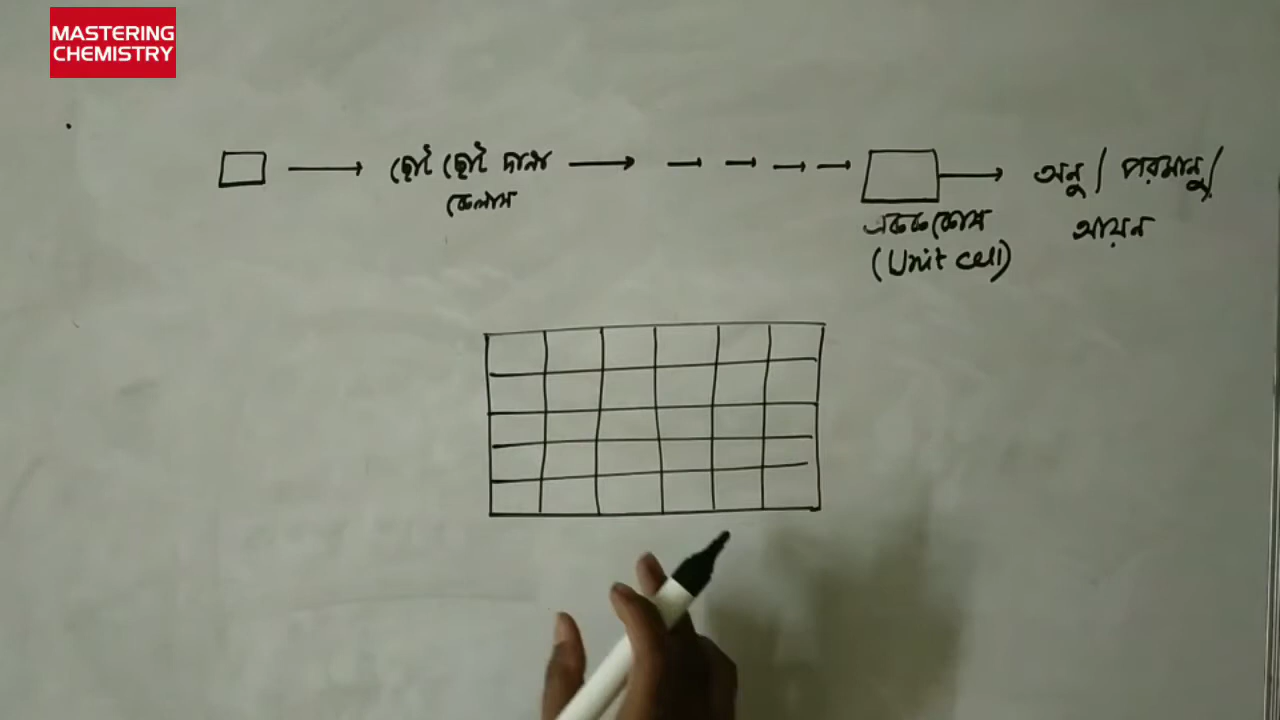 MASTERING
CHEMISTRY
ছোট ছোট দানা
কেলাস
অনু / পরমানু /
আয়ন
একক কোষ
(Unit cell)